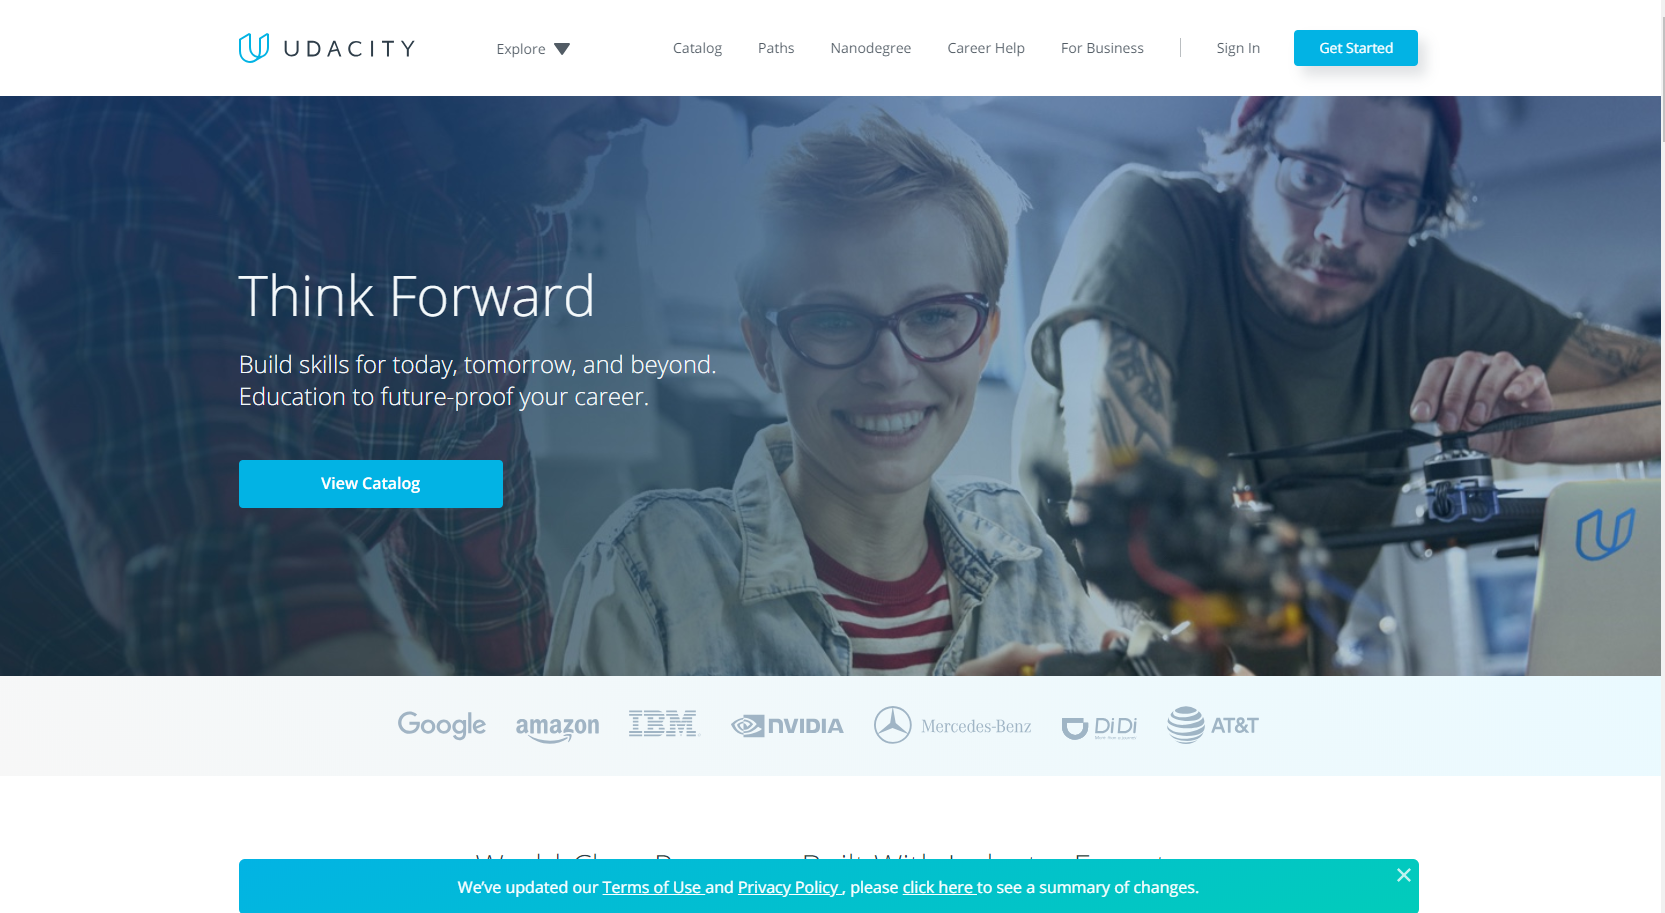 UDACITY
Explore
Catalog
Paths
Nanodegree
Career Help
For Business
Sign In
Get Started
Think Forward
Build skills for today, tomorrow, and beyond.
Education to future-proof your career.
View Catalog
Google
amazon
IBM
NVIDIA
Mercedes-Benz
DiDi
AT&T
We've updated our Terms of Use and Privacy Policy , please click here to see a summary of changes.